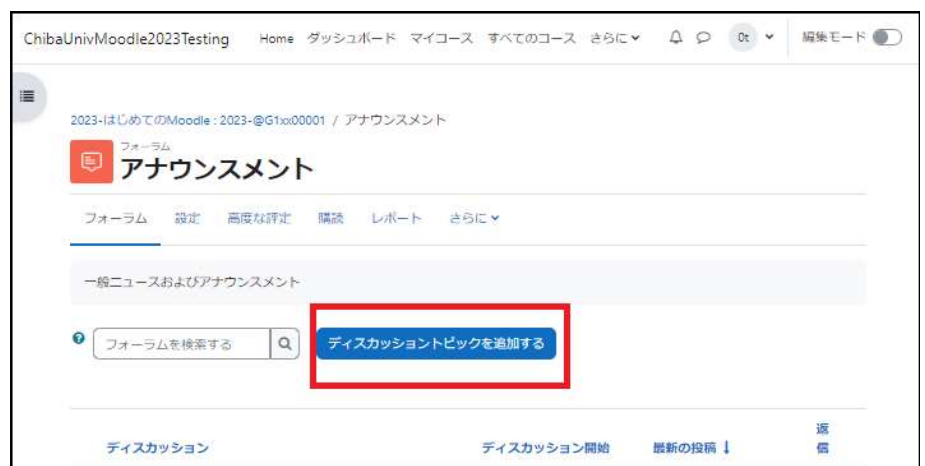 ChibaUnivMoodle2023Testing Home ダッシュボード マイコース すべてのコース さらに 0t 編集モード
2023-はじめてのMoodle : 2023-@G1xx00001 / アナウンスメント
フォーラム
アナウンスメント
フォーラム 設定 高度な評定 購読 レポート さらに
一般ニュースおよびアナウンスメント
フォーラムを検索する ディスカッショントピックを追加する
ディスカッション ディスカッション開始 最新の投稿 ↓ 返信